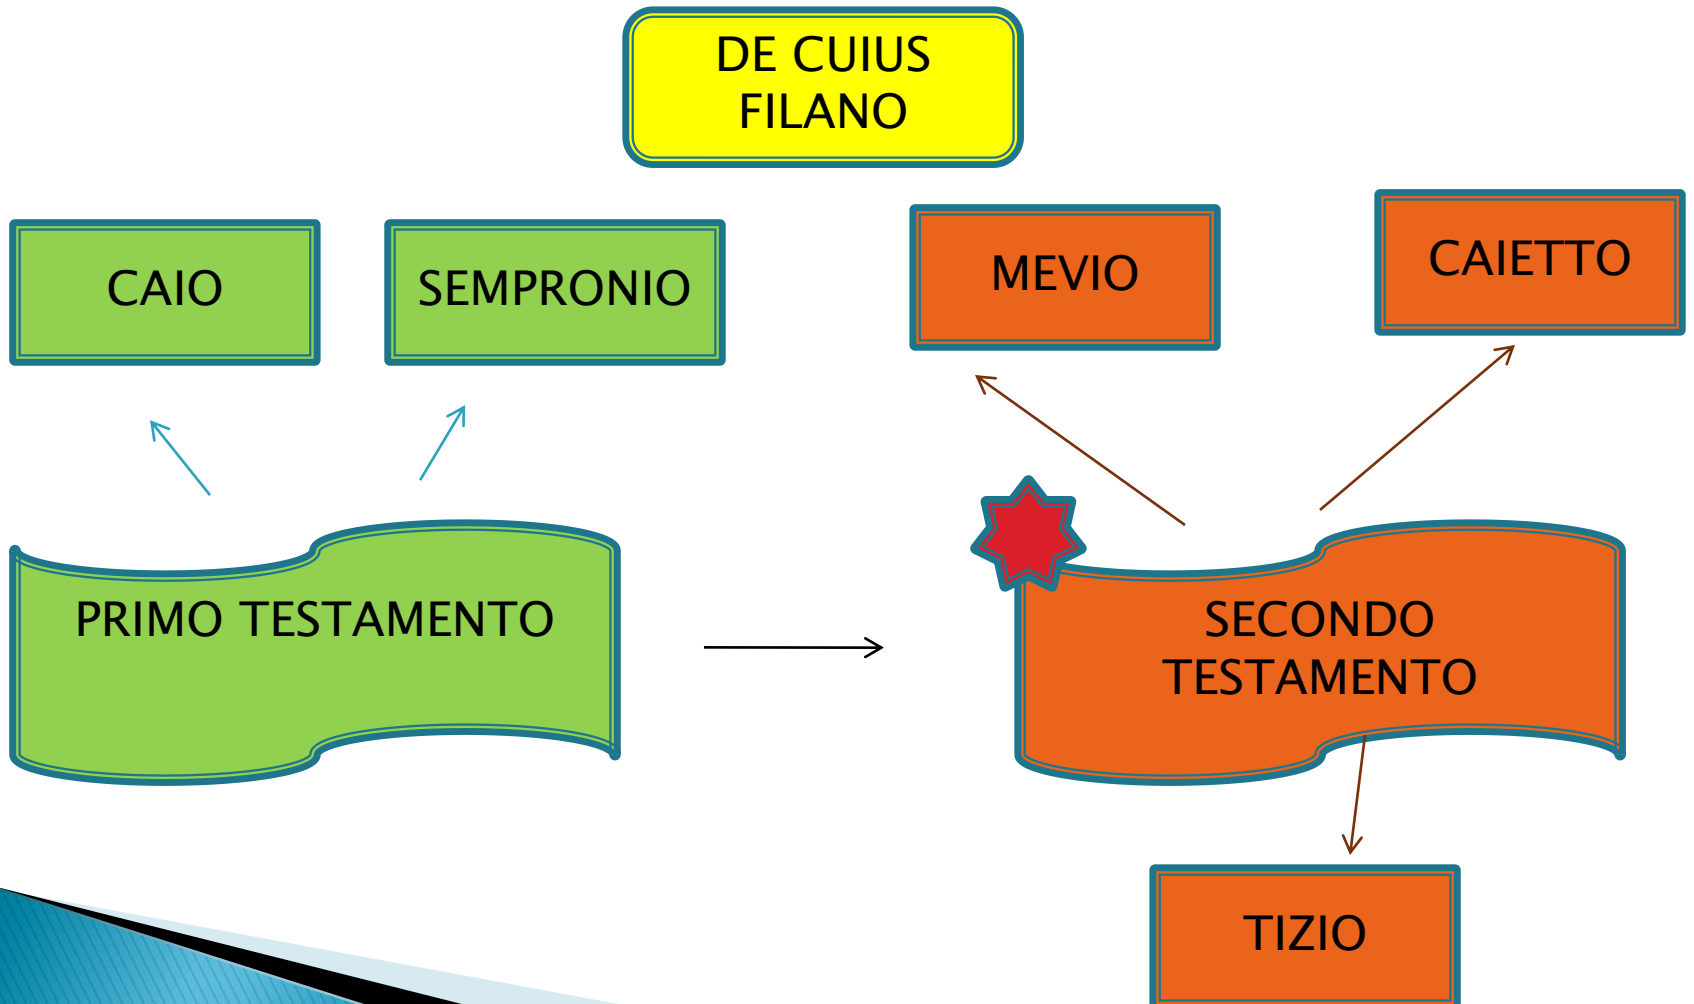 DE CUIUS
FILANO
CAIO
SEMPRONIO
MEVIO
CAIETTO
PRIMO TESTAMENTO
SECONDO
TESTAMENTO
TIZIO